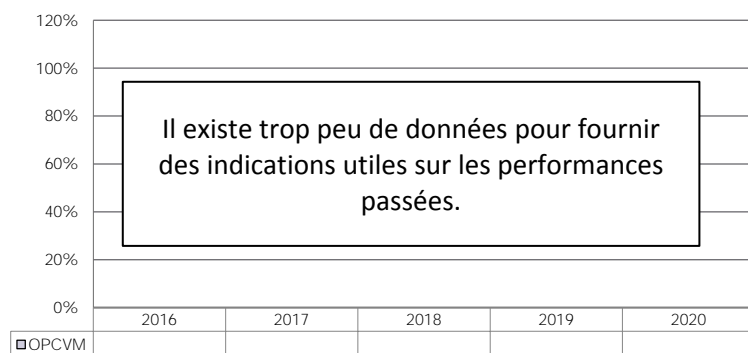 120%
100%
80%
60%
40%
20%
0%
Il existe trop peu de données pour fournir
des indications utiles sur les performances
passées.
2016 2017 2018 2019 2020
OPCVM